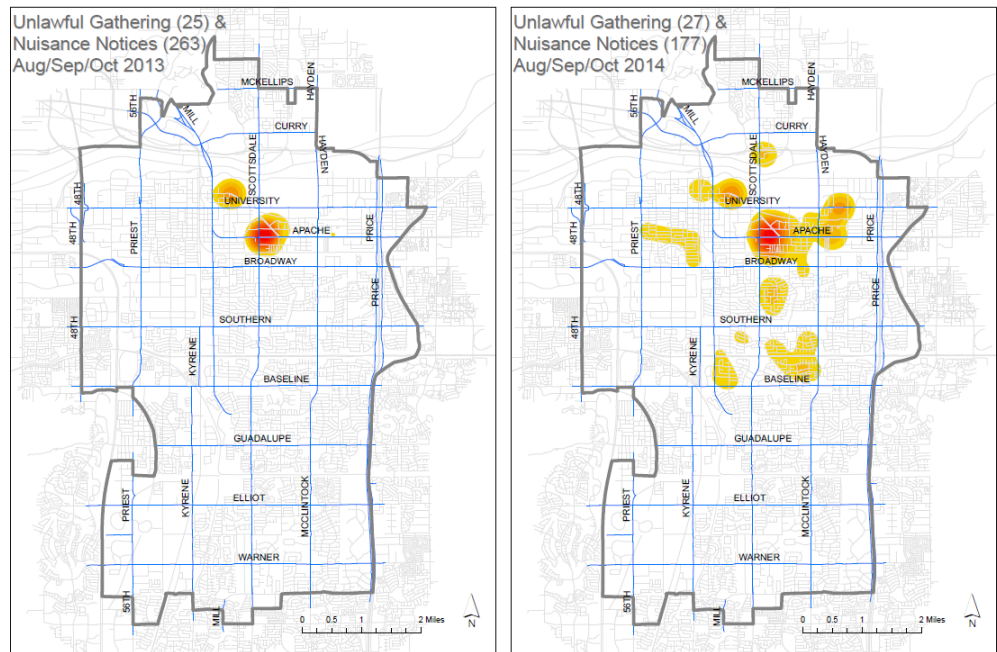 Unlawful Gathering (25) &
Nuisance Notices (263)
Aug/Sep/Oct 2013
MCKELLIPS
HAYDEN
56TH
MILL
CURRY
SCOTTSDALE
HAYDEN
48TH
UNIVERSITY
PRIEST
48TH
APACHE
PRICE
BROADWAY
PRICE
48TH
SOUTHERN
KYRENE
BASELINE
GUADALUPE
PRIEST
KYRENE
ELLIOT
MCCLINTOCK
WARNER
56TH
MILL
0 0.5 1 2 Miles
N
Unlawful Gathering (27) &
Nuisance Notices (177)
Aug/Sep/Oct 2014
MCKELLIPS
HAYDEN
56TH
MILL
CURRY
SCOTTSDALE
HAYDEN
48TH
UNIVERSITY
PRIEST
48TH
APACHE
PRICE
BROADWAY
PRICE
48TH
SOUTHERN
KYRENE
BASELINE
GUADALUPE
PRIEST
KYRENE
ELLIOT
MCCLINTOCK
WARNER
56TH
MILL
0 0.5 1 2 Miles
N